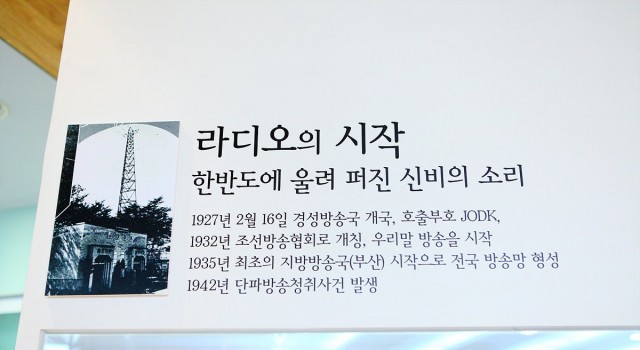 라디오의 시작
한반도에 울려 퍼진 신비의 소리
1927년 2월 16일 경성방송국 개국, 호출부호 JODK,
1932년 조선방송협회로 개칭, 우리말 방송을 시작
1935년 최초의 지방방송국(부산) 시작으로 전국 방송망 형성
1942년 단파방송청취사건 발생